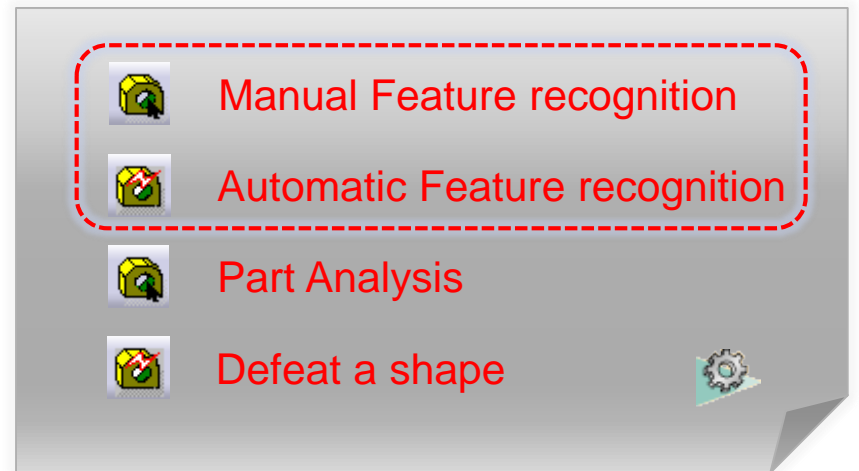 Manual Feature recognition
Automatic Feature recognition
Part Analysis
Defeat a shape